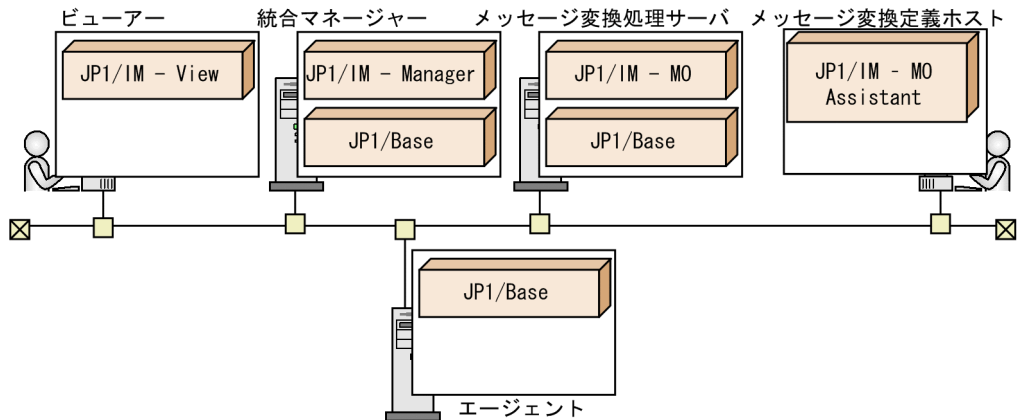 ビューアー
統合マネージャー
メッセージ変換処理サーバ
メッセージ変換定義ホスト
JP1/IM - View
JP1/IM - Manager
JP1/Base
JP1/IM - MO
JP1/Base
JP1/IM - MO
Assistant
JP1/Base
エージェント